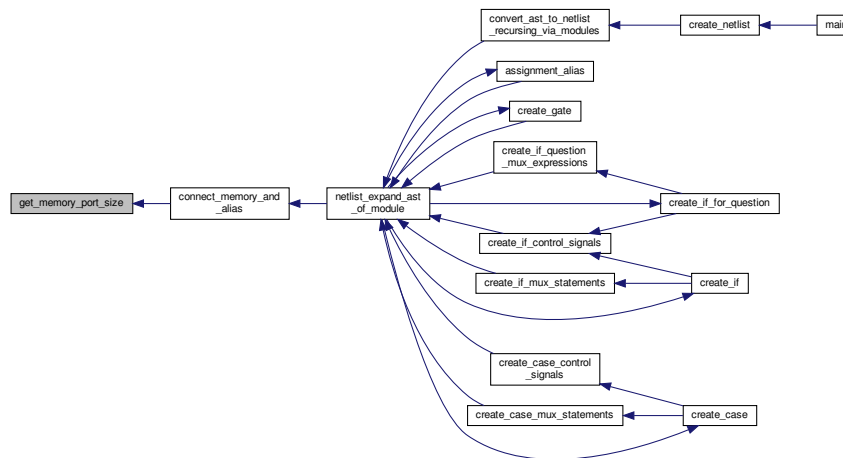 convert_ast_to_netlist
_recursing_via_modules
create_netlist
main
assignment_alias
create_gate
create_if_question
_mux_expressions
get_memory_port_size
connect_memory_and
_alias
netlist_expand_ast
_of_module
create_if_for_question
create_if_control_signals
create_if_mux_statements
create_if
create_case_control
_signals
create_case_mux_statements
create_case